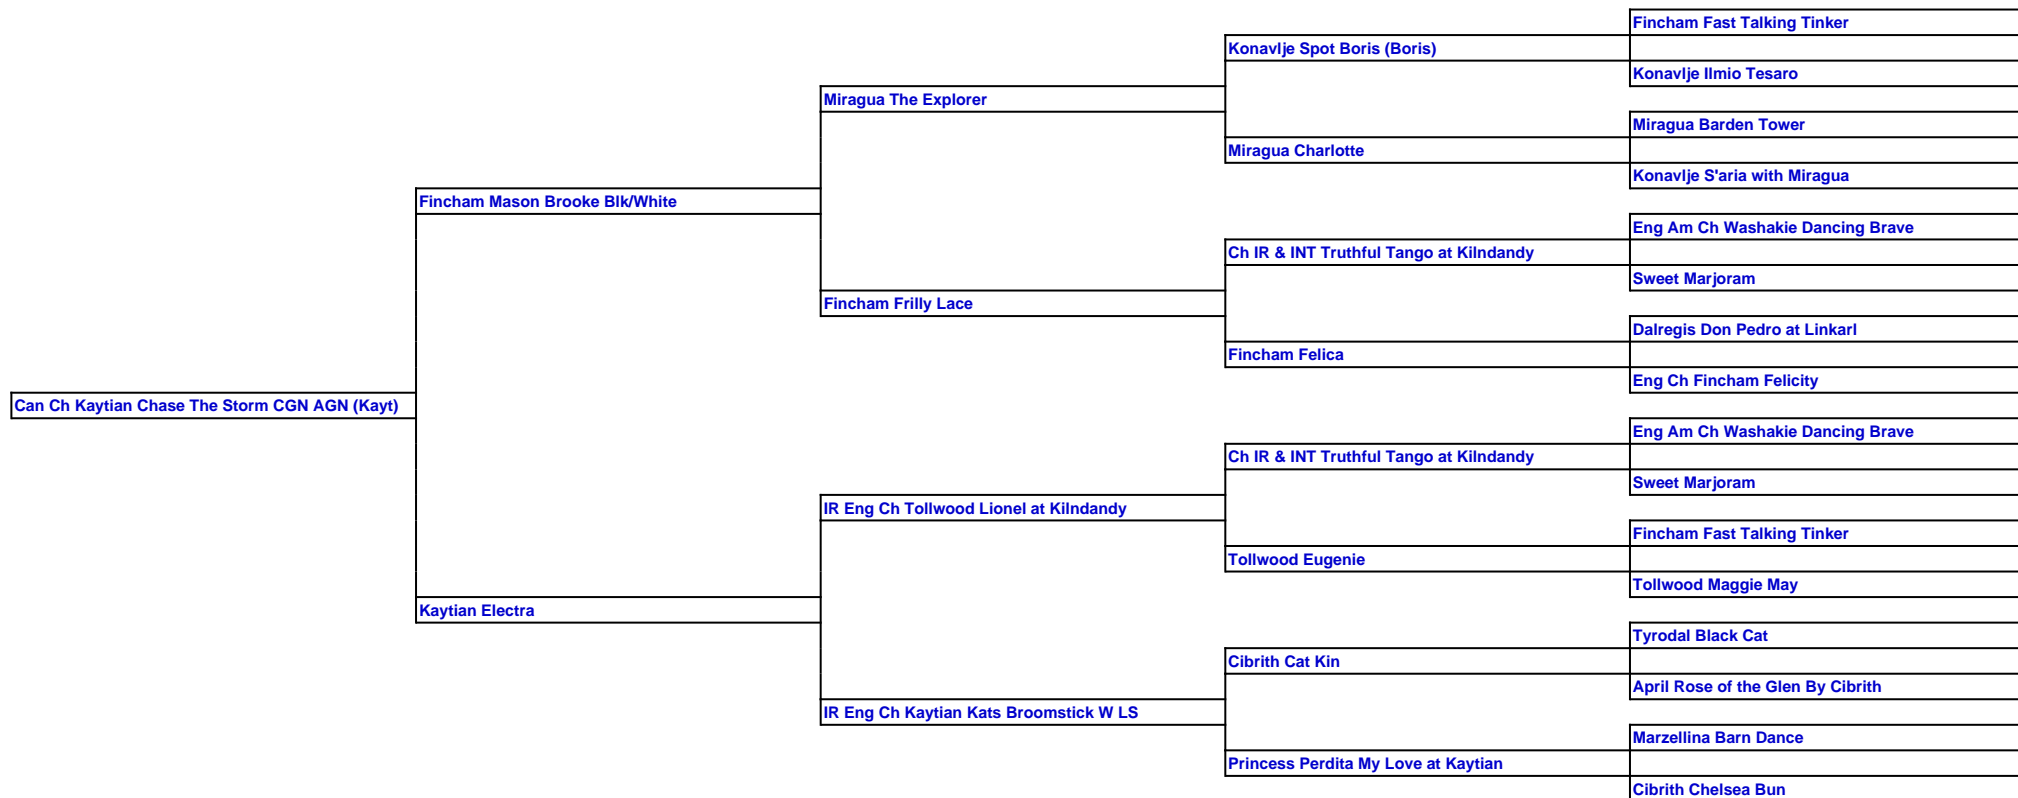 Fincham Fast Talking Tinker
Konavlje Spot Boris (Boris)
Konavlje Ilmio Tesaro
Miragua The Explorer
Miragua Barden Tower
Miragua Charlotte
Konavlje S'aria with Miragua
Fincham Mason Brooke Blk/White
Eng Am Ch Washakie Dancing Brave
Ch IR & INT Truthful Tango at Kilndandy
Sweet Marjoram
Fincham Frilly Lace
Dalregis Don Pedro at Linkarl
Fincham Felica
Eng Ch Fincham Felicity
Can Ch Kaytian Chase The Storm CGN AGN (Kayt)
Eng Am Ch Washakie Dancing Brave
Ch IR & INT Truthful Tango at Kilndandy
Sweet Marjoram
IR Eng Ch Tollwood Lionel at Kilndandy
Fincham Fast Talking Tinker
Tollwood Eugenie
Tollwood Maggie May
Kaytian Electra
Tyrodal Black Cat
Cibrith Cat Kin
April Rose of the Glen By Cibrith
IR Eng Ch Kaytian Kats Broomstick W LS
Marzellina Barn Dance
Princess Perdita My Love at Kaytian
Cibrith Chelsea Bun